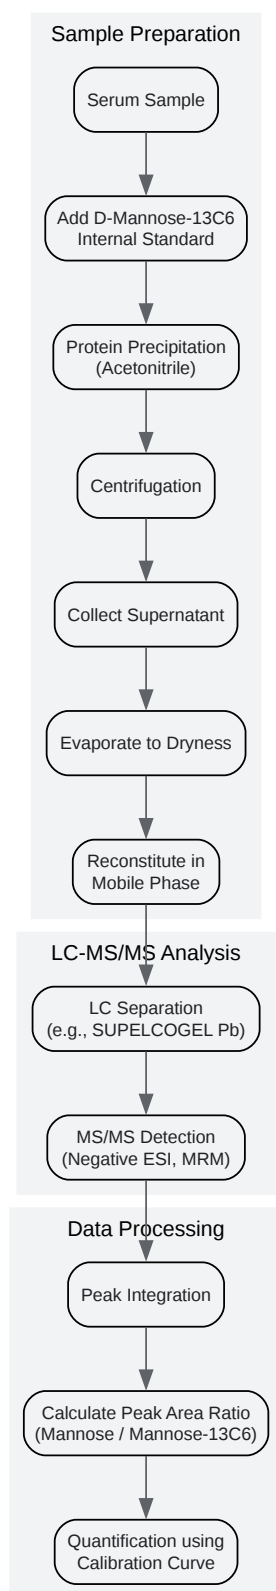 Sample Preparation
Serum Sample
Add D-Mannose-13C6
Internal Standard
Protein Precipitation
(Acetonitrile)
Centrifugation
Collect Supernatant
Evaporate to Dryness
Reconstitute in
Mobile Phase
LC-MS/MS Analysis
LC Separation
(e.g., SUPELCOGEL Pb)
MS/MS Detection
(Negative ESI, MRM)
Data Processing
Peak Integration
Calculate Peak Area Ratio
(Mannose / Mannose-13C6)
Quantification using
Calibration Curve